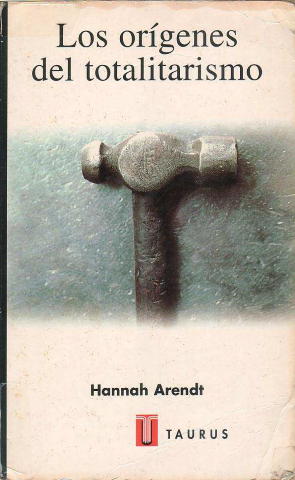 Los orígenes
del totalitarismo
Hannah Arendt
TAURUS